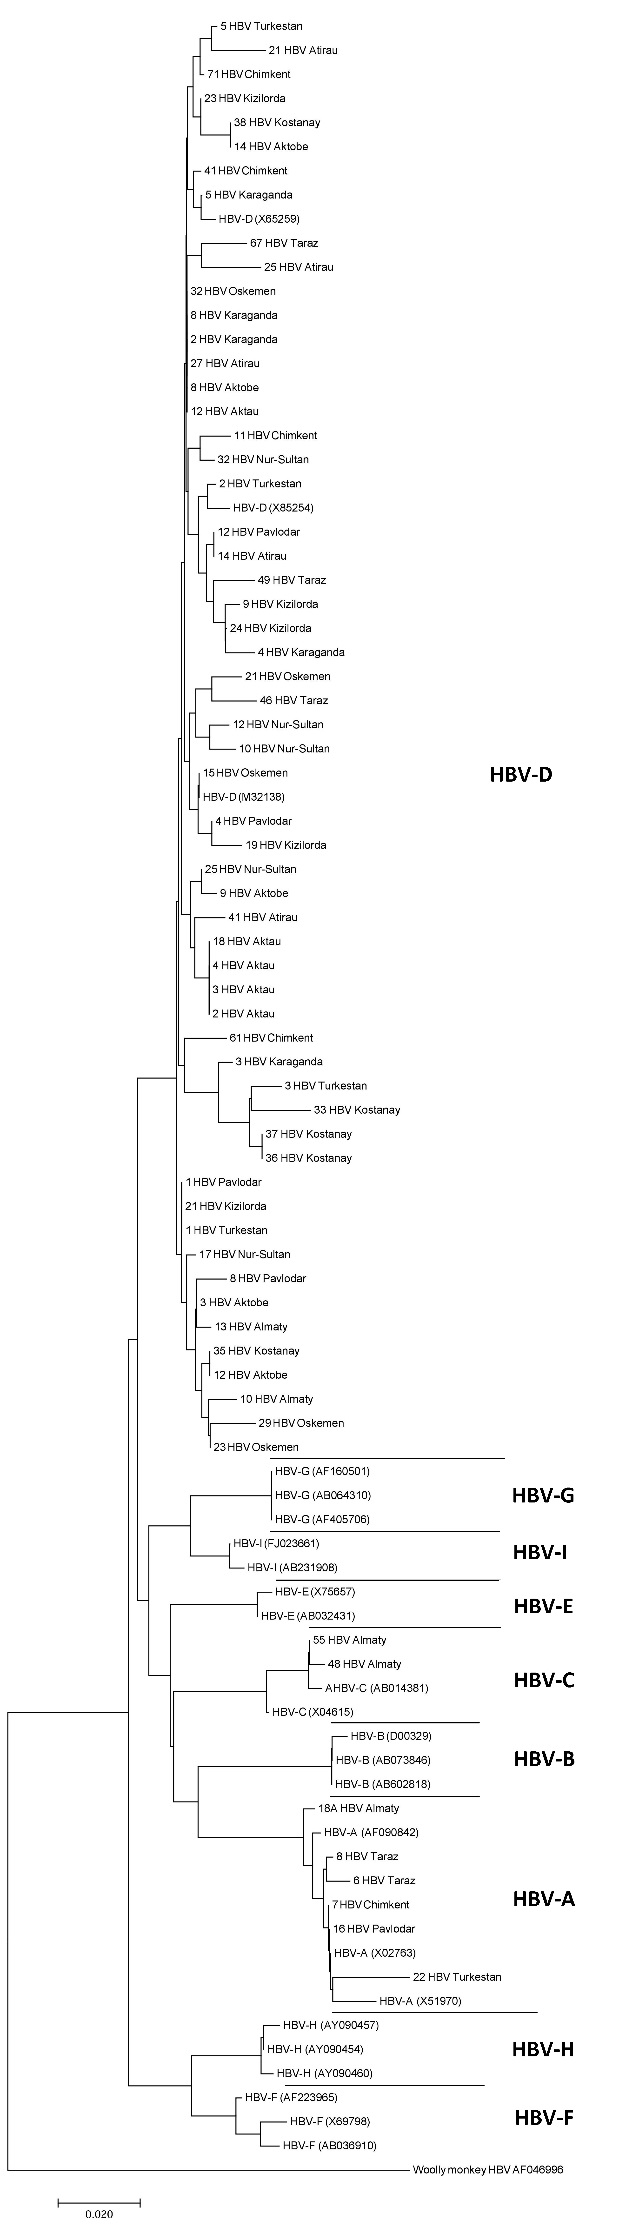 5 HBV Turkestan
21 HBV Atirau
71 HBV Chimkent
23 HBV Kizilorda
38 HBV Kostanay
14 HBV Aktobe
41 HBV Chimkent
5 HBV Karaganda
HBV-D (X65259)
67 HBV Taraz
25 HBV Atirau
32 HBV Oskemen
8 HBV Karaganda
2 HBV Karaganda
27 HBV Atirau
8 HBV Aktobe
12 HBV Aktau
11 HBV Chimkent
32 HBV Nur-Sultan
2 HBV Turkestan
HBV-D (X85254)
12 HBV Pavlodar
14 HBV Atirau
49 HBV Taraz
9 HBV Kizilorda
24 HBV Kizilorda
4 HBV Karaganda
21 HBV Oskemen
46 HBV Taraz
12 HBV Nur-Sultan
10 HBV Nur-Sultan
15 HBV Oskemen
HBV-D
HBV-D (M32138)
4 HBV Pavlodar
19 HBV Kizilorda
25 HBV Nur-Sultan
9 HBV Aktobe
41 HBV Atirau
18 HBV Aktau
4 HBV Aktau
3 HBV Aktau
2 HBV Aktau
61 HBV Chimkent
3 HBV Karaganda
3 HBV Turkestan
33 HBV Kostanay
37 HBV Kostanay
36 HBV Kostanay
1 HBV Pavlodar
21 HBV Kizilorda
1 HBV Turkestan
17 HBV Nur-Sultan
8 HBV Pavlodar
3 HBV Aktobe
13 HBV Almaty
35 HBV Kostanay
12 HBV Aktobe
10 HBV Almaty
29 HBV Oskemen
23 HBV Oskemen
HBV-G (AF160501)
HBV-G (AB064310)
HBV-G
HBV-G (AF405706)
HBV-I (FJ023661)
HBV-I
HBV-I (AB231908)
HBV-E (X75657)
HBV-E
HBV-E (AB032431)
55 HBV Almaty
48 HBV Almaty
HBV-C
AHBV-C (AB014381)
HBV-C (X04615)
HBV-B (D00329)
HBV-B
HBV-B (AB073846)
HBV-B (AB602818)
18A HBV Almaty
HBV-A (AF090842)
8 HBV Taraz
6 HBV Taraz
HBV-A
7 HBV Chimkent
16 HBV Pavlodar
HBV-A (X02763)
22 HBV Turkestan
HBV-A (X51970)
HBV-H (AY090457)
HBV-H (AY090454)
HBV-H
HBV-H (AY090460)
HBV-F (AF223965)
HBV-F
HBV-F (X69798)
HBV-F (AB036910)
Woolly monkey HBV AF046996
0.020